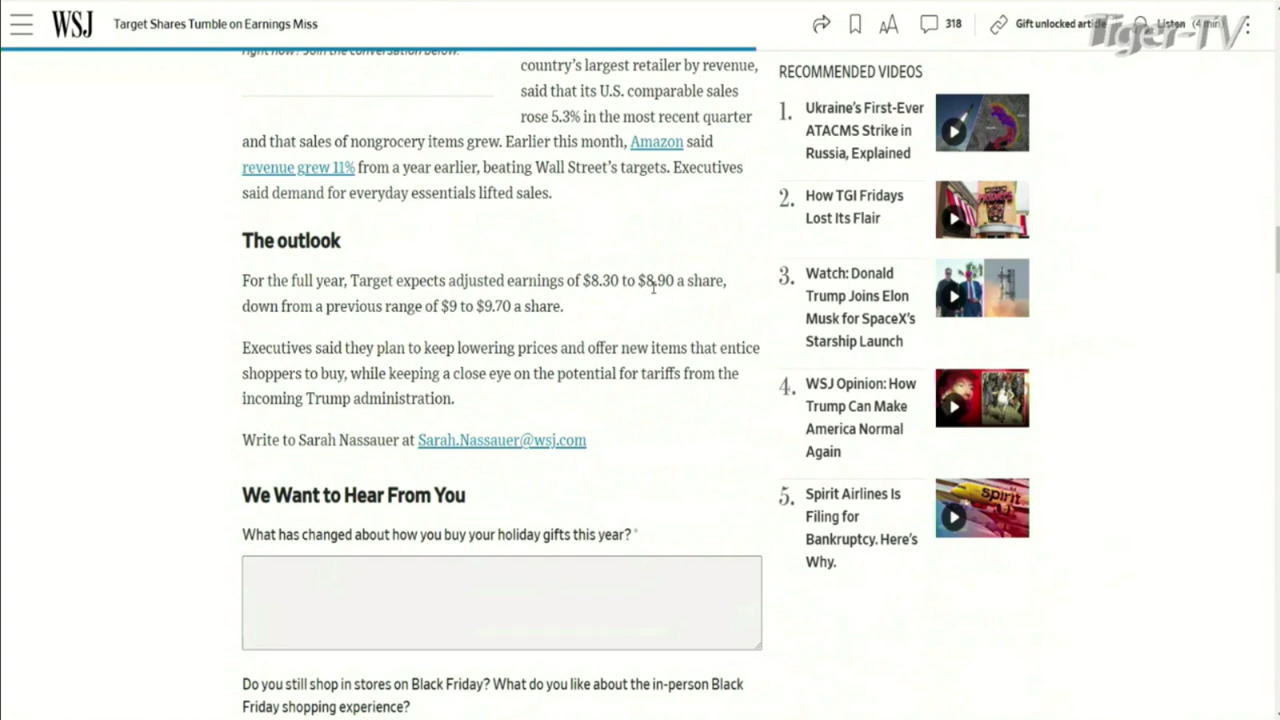 WSJ
Target Shares Tumble on Earnings Miss
318
Gift unlocked article
Listen (4 min)
Tiger-TV
right now? Join the conversation below.
country's largest retailer by revenue,
said that its U.S. comparable sales
rose 5.3% in the most recent quarter
and that sales of nongrocery items grew. Earlier this month, Amazon said
revenue grew 11% from a year earlier, beating Wall Street's targets. Executives
said demand for everyday essentials lifted sales.
The outlook
For the full year, Target expects adjusted earnings of $8.30 to $8.90 a share,
down from a previous range of $9 to $9.70 a share.
Executives said they plan to keep lowering prices and offer new items that entice
shoppers to buy, while keeping a close eye on the potential for tariffs from the
incoming Trump administration.
Write to Sarah Nassauer at Sarah.Nassauer@wsj.com
We Want to Hear From You
What has changed about how you buy your holiday gifts this year? *
Do you still shop in stores on Black Friday? What do you like about the in-person Black
Friday shopping experience?
RECOMMENDED VIDEOS
1. Ukraine's First-Ever
ATACMS Strike in
Russia, Explained
2. How TGI Fridays
Lost Its Flair
3. Watch: Donald
Trump Joins Elon
Musk for SpaceX's
Starship Launch
4. WSJ Opinion: How
Trump Can Make
America Normal
Again
5. Spirit Airlines Is
Filing for
Bankruptcy. Here's
Why.
spirit